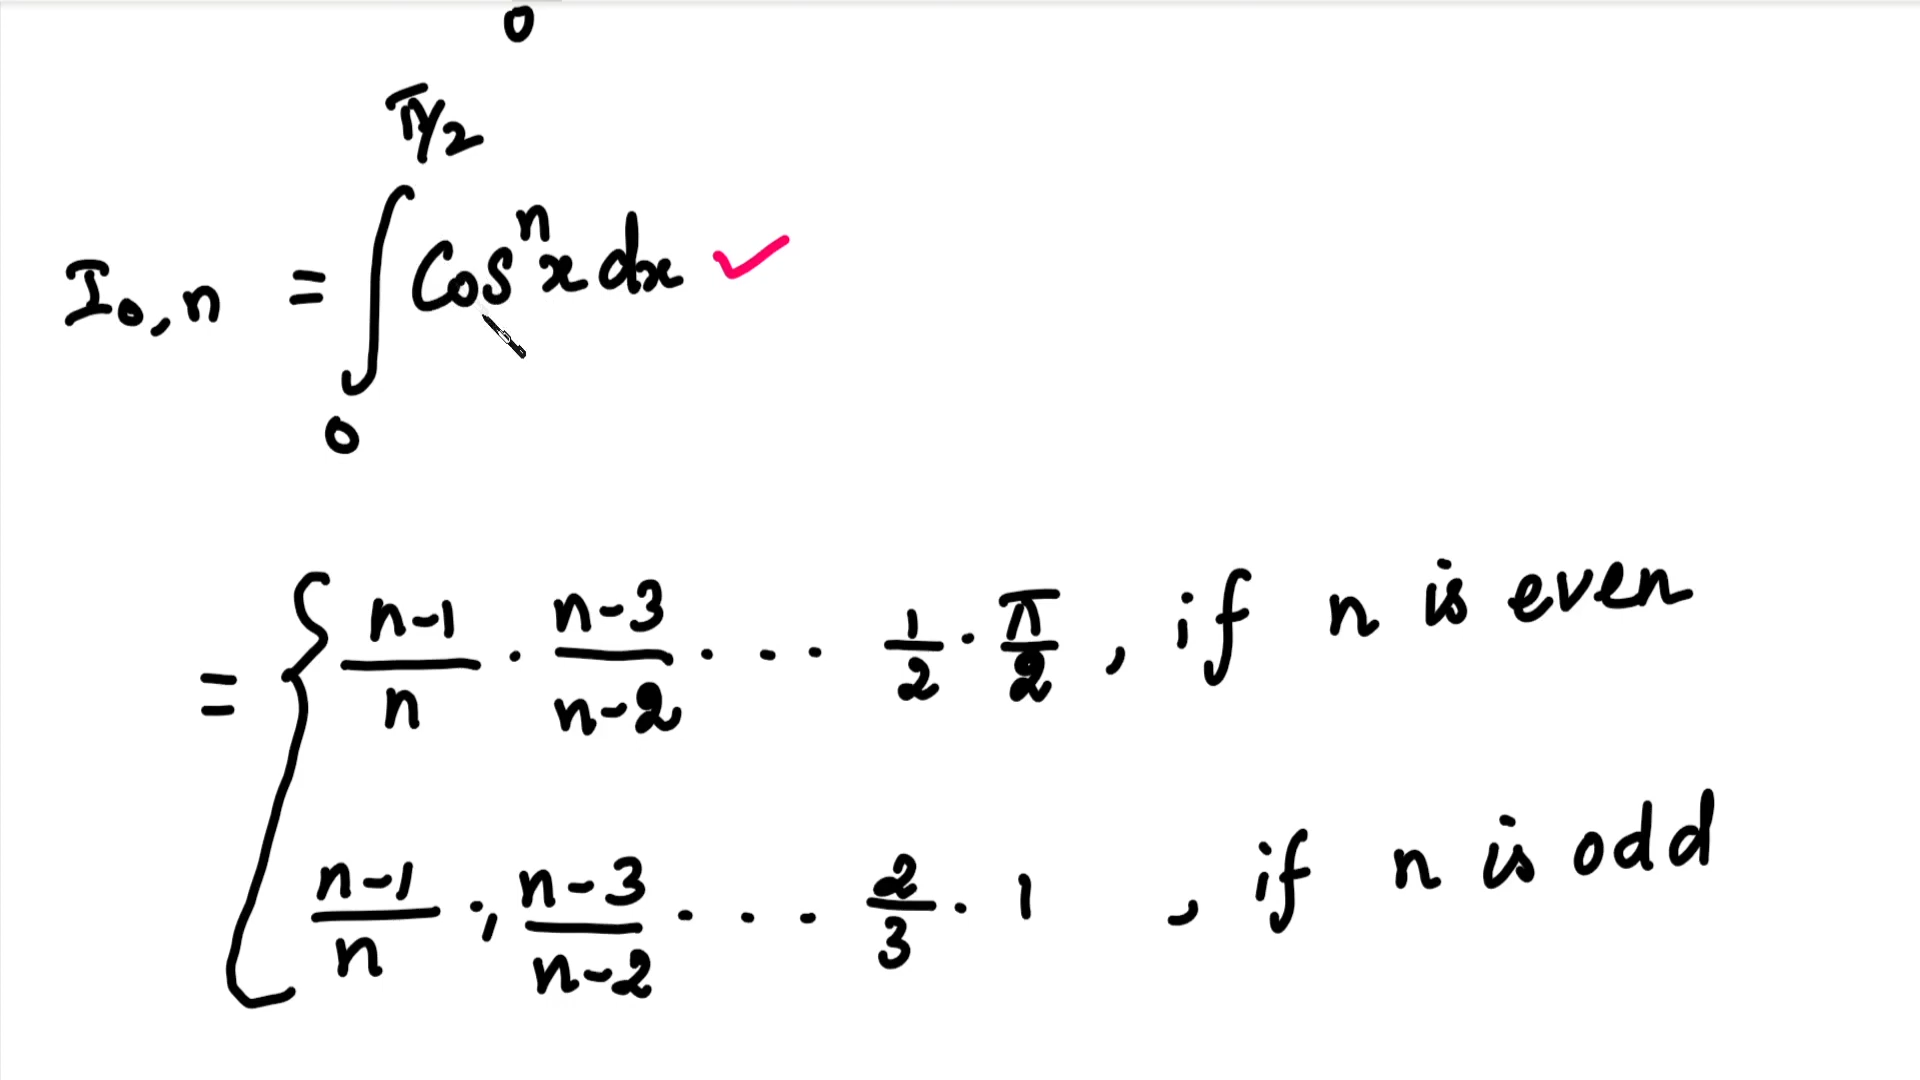 0
I₀,ₙ = ∫₀^(π/2) Cosⁿx dx ✓
= { (n-1)/n · (n-3)/(n-2) · · · 1/2 · π/2 , if n is even
(n-1)/n · , (n-3)/(n-2) · · · 2/3 · 1 , if n is odd